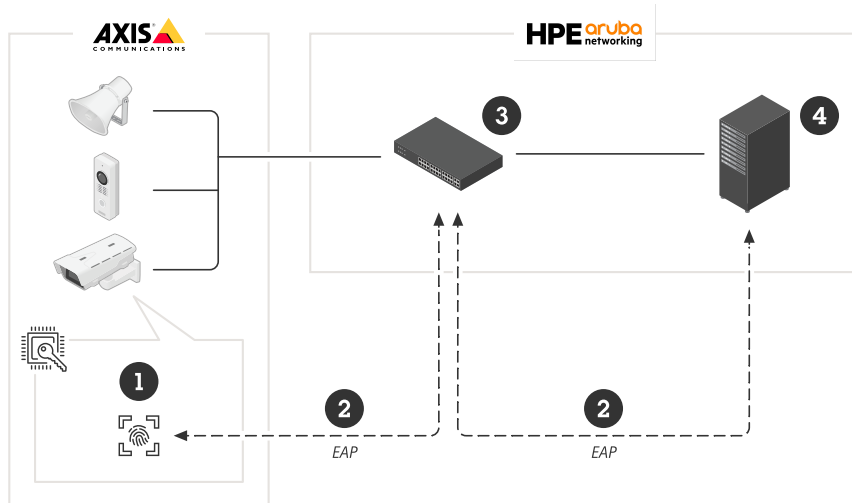 AXIS
COMMUNICATIONS
HPE aruba
networking
3
4
1
2
EAP
2
EAP